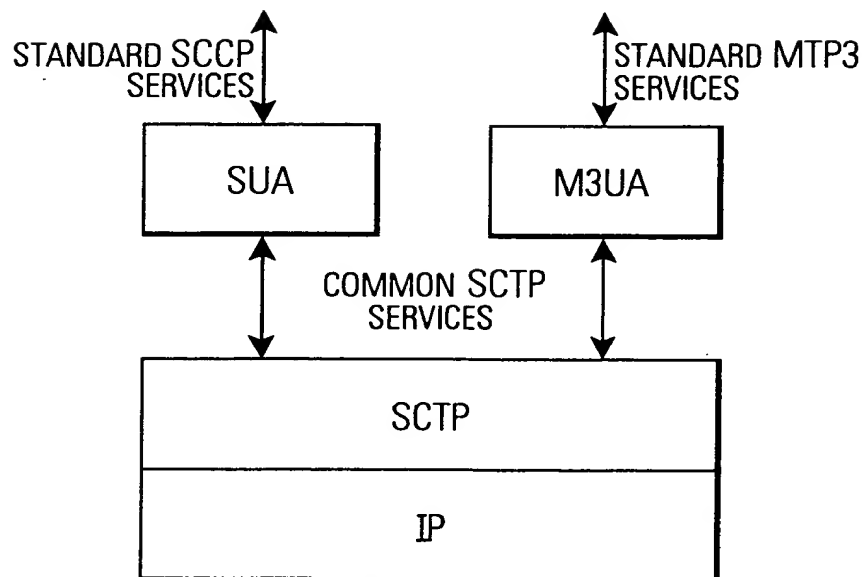 STANDARD SCCP
SERVICES
STANDARD MTP3
SERVICES
SUA
M3UA
COMMON SCTP
SERVICES
SCTP
IP